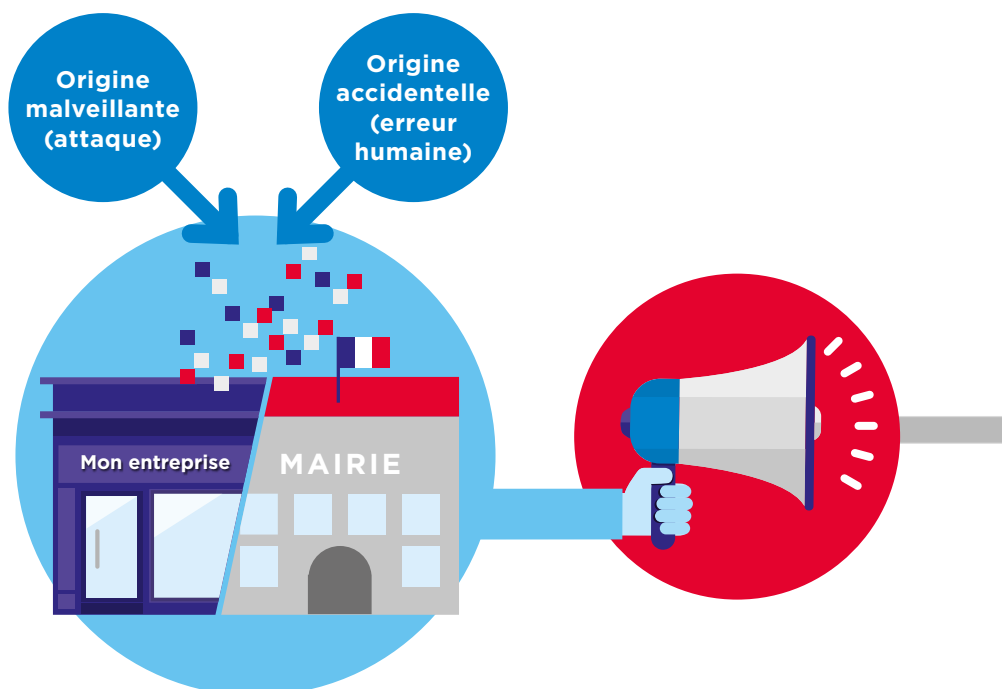 Origine
malveillante
(attaque)
Origine
accidentelle
(erreur
humaine)
Mon entreprise
MAIRIE